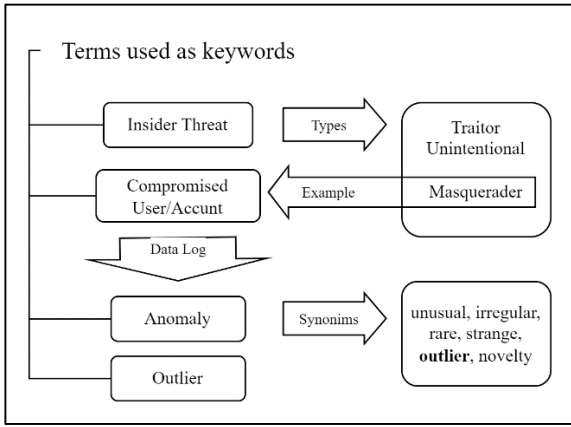 Terms used as keywords
Insider Threat
Types
Traitor
Unintentional
Masquerader
Example
Compromised
User/Accunt
Data Log
Anomaly
Synonims
unusual, irregular,
rare, strange,
outlier, novelty
Outlier